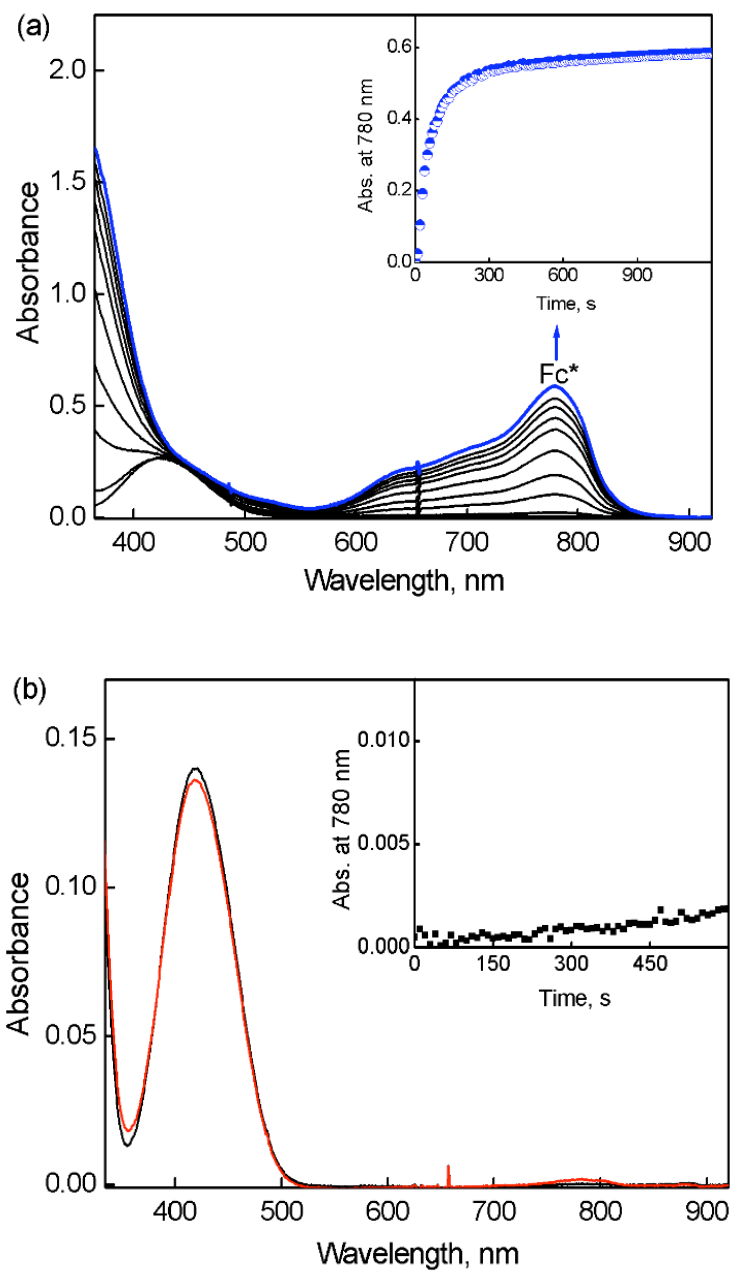 (a)
2.0
1.5
1.0
0.5
0.0
Absorbance
400 500 600 700 800 900
Wavelength, nm
Fc*
0.6
0.4
0.2
0.0
Abs. at 780 nm
0 300 600 900
Time, s
(b)
0.15
0.10
0.05
0.00
Absorbance
400 500 600 700 800 900
Wavelength, nm
0.010
0.005
0.000
Abs. at 780 nm
0 150 300 450
Time, s